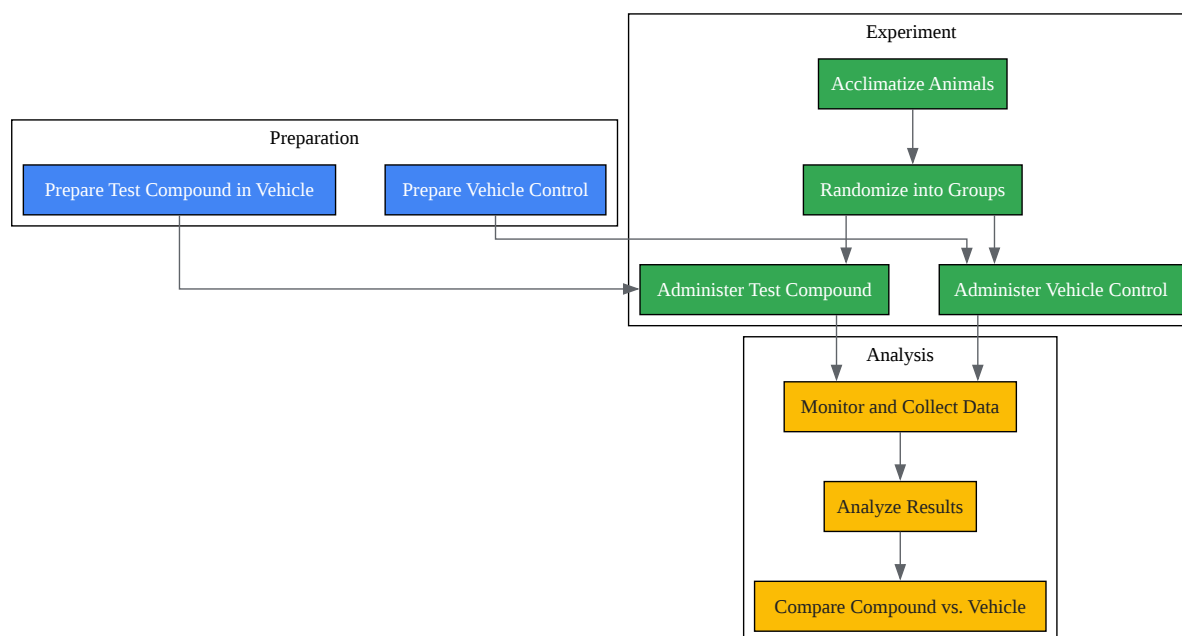 Experiment
Acclimatize Animals
Preparation
Prepare Test Compound in Vehicle
Prepare Vehicle Control
Randomize into Groups
Administer Test Compound
Administer Vehicle Control
Analysis
Monitor and Collect Data
Analyze Results
Compare Compound vs. Vehicle